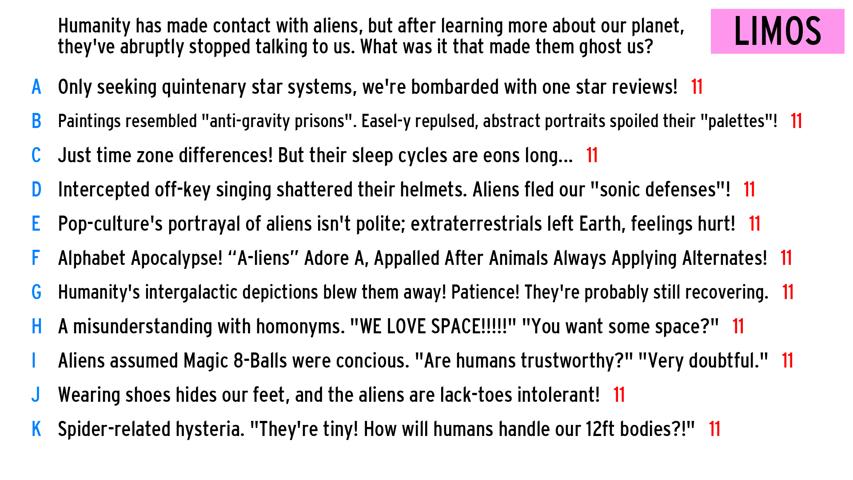 Humanity has made contact with aliens, but after learning more about our planet,
they've abruptly stopped talking to us. What was it that made them ghost us?
LIMOS
A Only seeking quintenary star systems, we're bombarded with one star reviews! 11
B Paintings resembled "anti-gravity prisons". Easel-y repulsed, abstract portraits spoiled their "palettes"! 11
C Just time zone differences! But their sleep cycles are eons long... 11
D Intercepted off-key singing shattered their helmets. Aliens fled our "sonic defenses"! 11
E Pop-culture's portrayal of aliens isn't polite; extraterrestrials left Earth, feelings hurt! 11
F Alphabet Apocalypse! “A-liens” Adore A, Appalled After Animals Always Applying Alternates! 11
G Humanity's intergalactic depictions blew them away! Patience! They're probably still recovering. 11
H A misunderstanding with homonyms. "WE LOVE SPACE!!!!!" "You want some space?" 11
I Aliens assumed Magic 8-Balls were concious. "Are humans trustworthy?" "Very doubtful." 11
J Wearing shoes hides our feet, and the aliens are lack-toes intolerant! 11
K Spider-related hysteria. "They're tiny! How will humans handle our 12ft bodies?!" 11